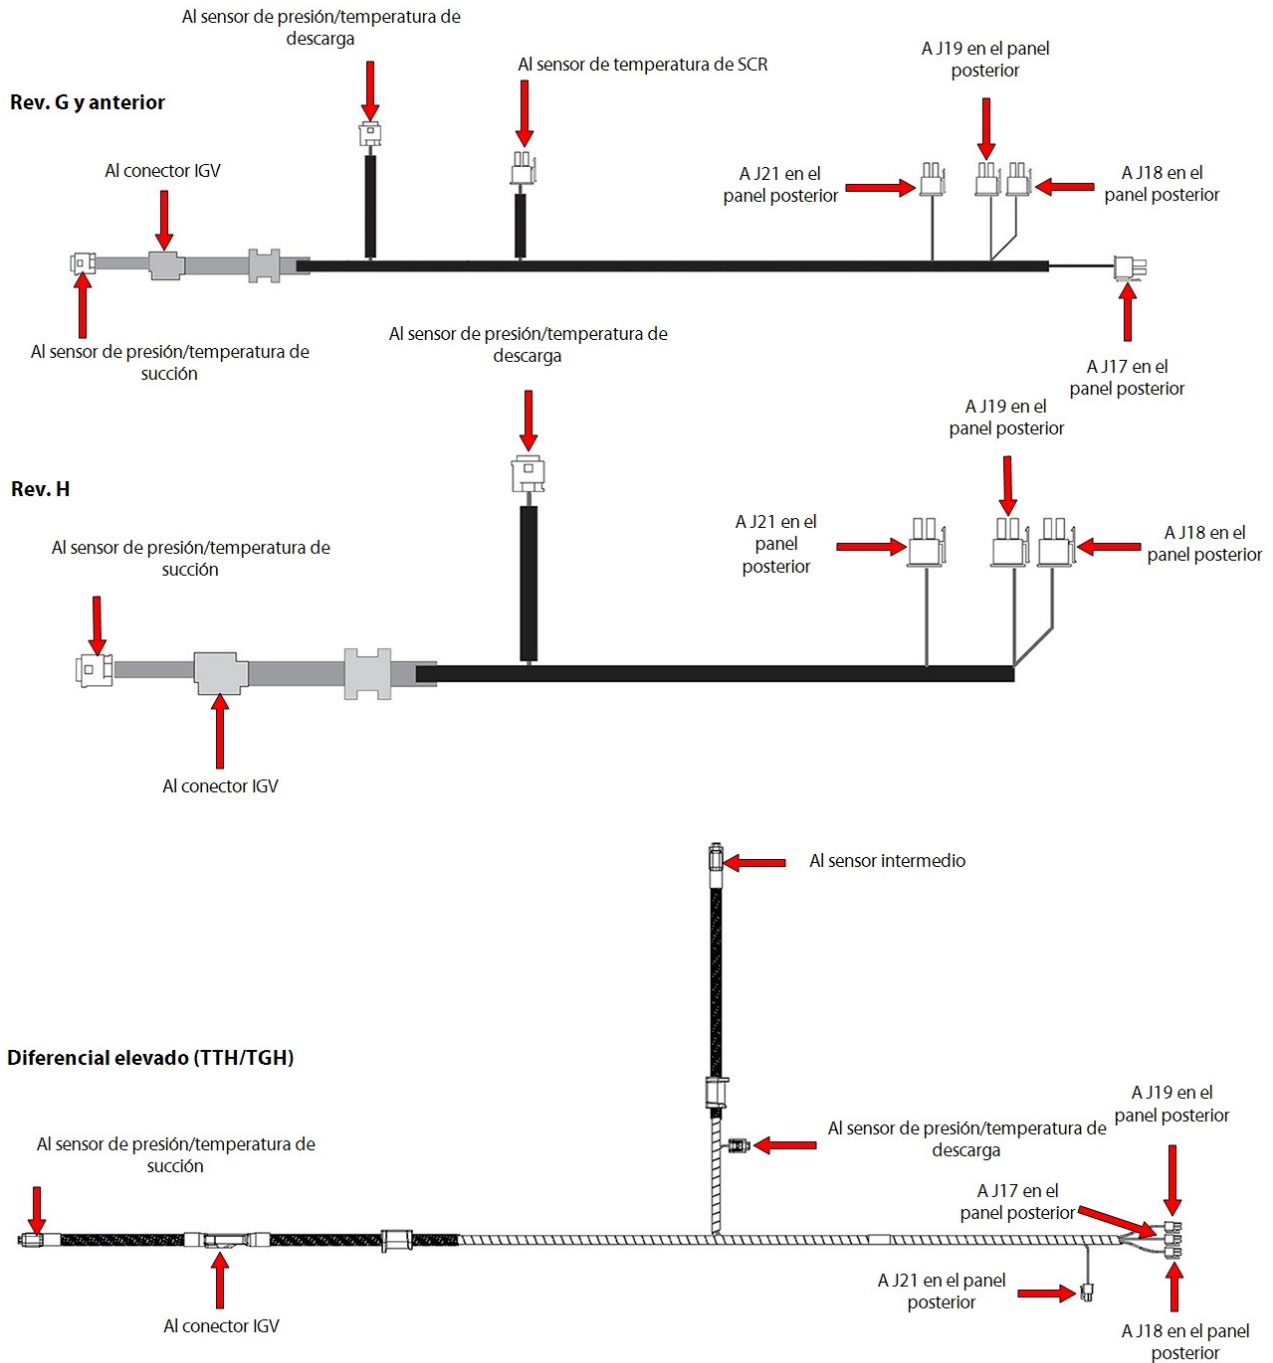 Al sensor de presión/temperatura de
descarga
Al sensor de temperatura de SCR
A J19 en el panel
posterior
Rev. G y anterior
Al conector IGV
A J21 en el
panel posterior
A J18 en el
panel posterior
Al sensor de presión/temperatura de
succión
A J17 en el
panel posterior
Al sensor de presión/temperatura de
descarga
A J19 en el
panel posterior
Rev. H
Al sensor de presión/temperatura de
succión
A J21 en el
panel
posterior
A J18 en el
panel posterior
Al conector IGV
Al sensor intermedio
Diferencial elevado (TTH/TGH)
A J19 en el
panel posterior
Al sensor de presión/temperatura de
succión
Al sensor de presión/temperatura de
descarga
A J17 en el
panel posterior
A J21 en el panel
posterior
Al conector IGV
A J18 en el panel
posterior